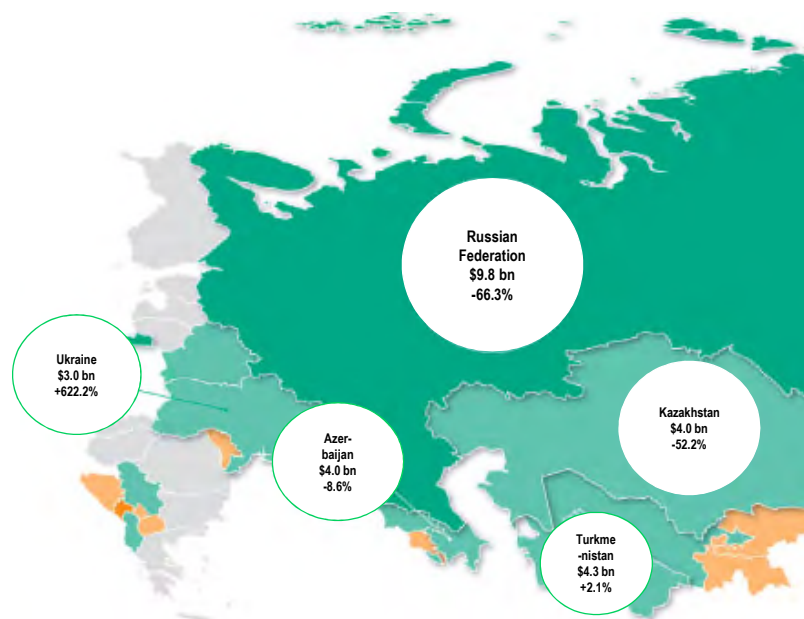 Russian
Federation
$9.8 bn
-66.3%
Ukraine
$3.0 bn
+622.2%
Kazakhstan
$4.0 bn
-52.2%
Azer-
baijan
$4.0 bn
-8.6%
Turkme
-nistan
$4.3 bn
+2.1%